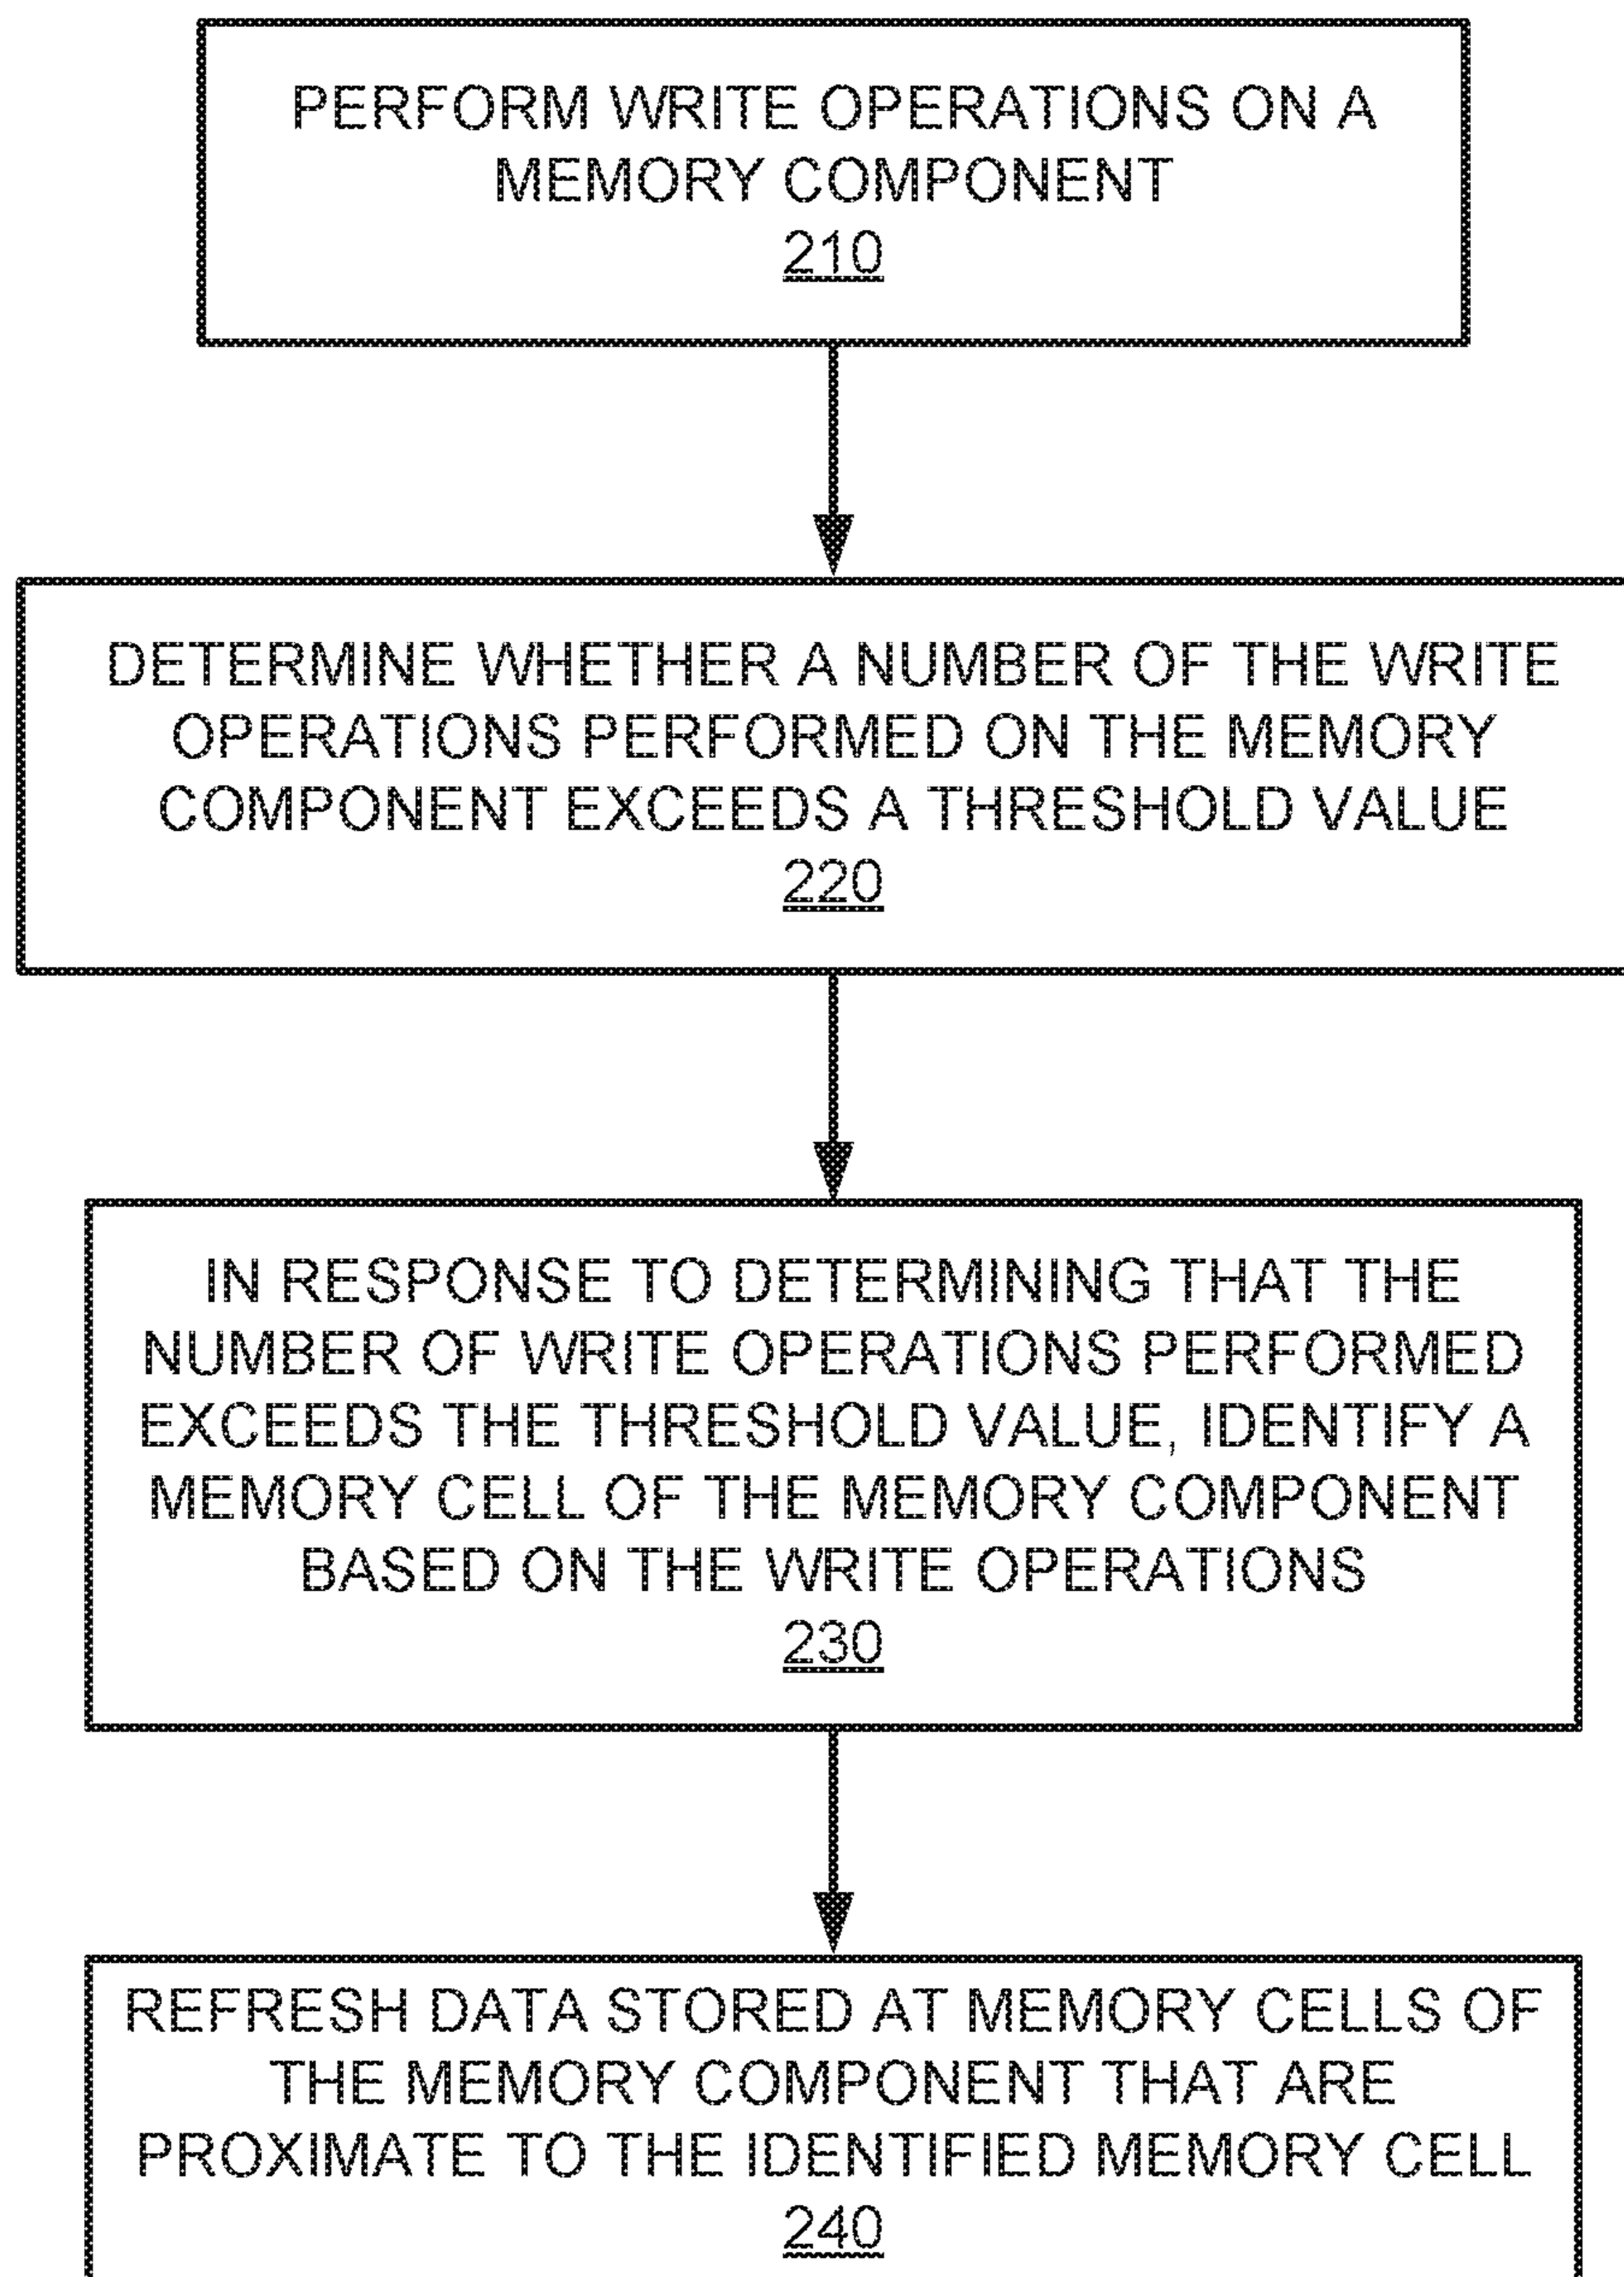 PERFORM WRITE OPERATIONS ON A
MEMORY COMPONENT
210
DETERMINE WHETHER A NUMBER OF THE WRITE
OPERATIONS PERFORMED ON THE MEMORY
COMPONENT EXCEEDS A THRESHOLD VALUE
220
IN RESPONSE TO DETERMINING THAT THE
NUMBER OF WRITE OPERATIONS PERFORMED
EXCEEDS THE THRESHOLD VALUE, IDENTIFY A
MEMORY CELL OF THE MEMORY COMPONENT
BASED ON THE WRITE OPERATIONS
230
REFRESH DATA STORED AT MEMORY CELLS OF
THE MEMORY COMPONENT THAT ARE
PROXIMATE TO THE IDENTIFIED MEMORY CELL
240